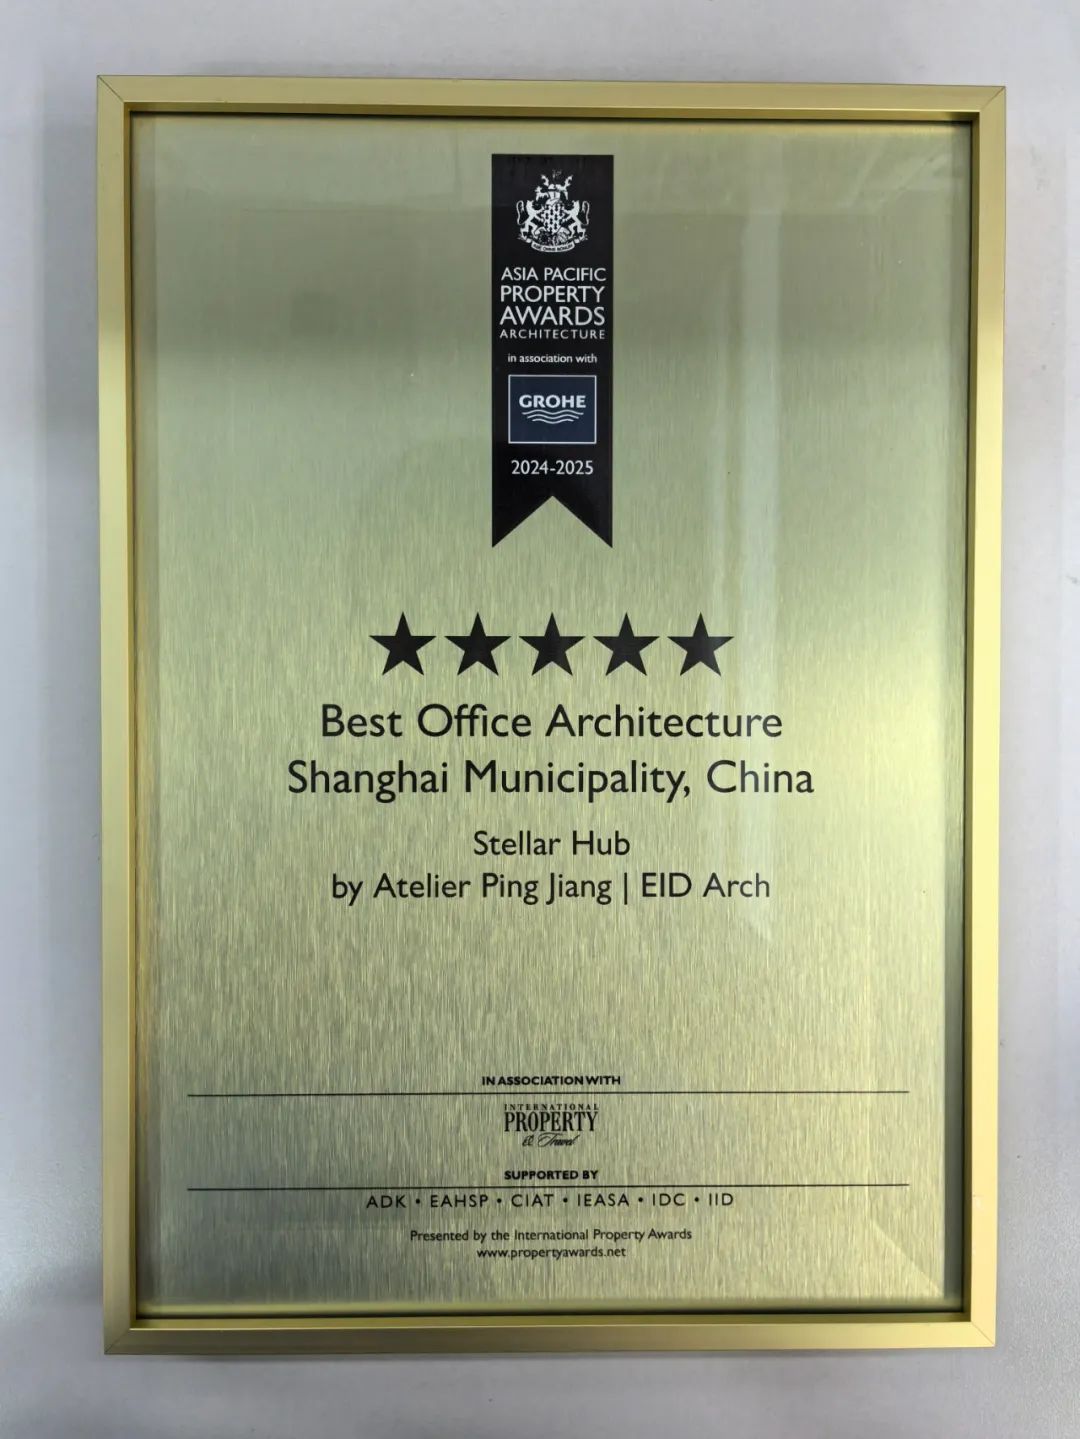 ASIA PACIFIC
PROPERTY
AWARDS
ARCHITECTURE
in association with
GROHE
2024-2025
Best Office Architecture
Shanghai Municipality, China
Stellar Hub
by Atelier Ping Jiang | EID Arch
IN ASSOCIATION WITH
INTERNATIONAL
PROPERTY
& Travel
SUPPORTED BY
ADK • EAHSP • CIAT • IEASA • IDC • IID
Presented by the International Property Awards
www.propertyawards.net